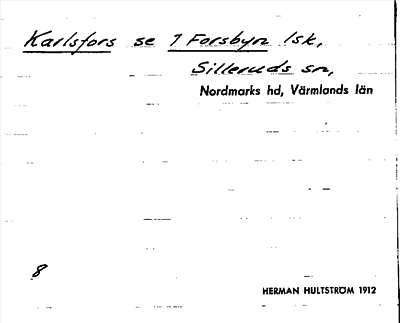 Karlsfors se 1 Forsbyn lsk,
Silleruds sn,
Nordmarks hd, Värmlands län
8
HERMAN HULTSTRÖM 1912